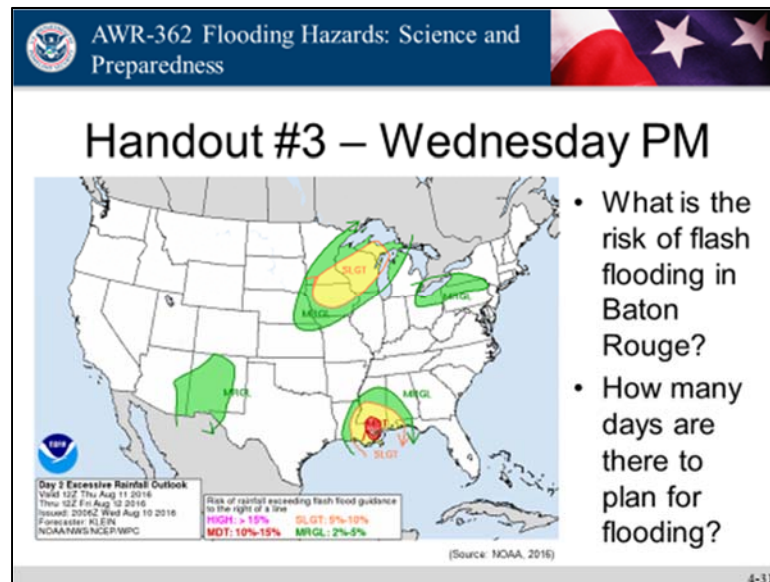 AWR-362 Flooding Hazards: Science and
Preparedness
Handout #3 – Wednesday PM
SLGT
MRGL
MRGL
MRGL
MRGL
MDT
SLGT
Day 2 Excessive Rainfall Outlook
Valid 12Z Thu Aug 11 2016
Thru 12Z Fri Aug 12 2016
Issued: 2006Z Wed Aug 10 2016
Forecaster: KLEIN
NOAA/NWS/NCEP/WPC
Risk of rainfall exceeding flash flood guidance
to the right of a line
HIGH: > 15% SLGT: 5%-10%
MDT: 10%-15% MRGL: 2%-5%
(Source: NOAA, 2016)
• What is the
risk of flash
flooding in
Baton
Rouge?
• How many
days are
there to
plan for
flooding?